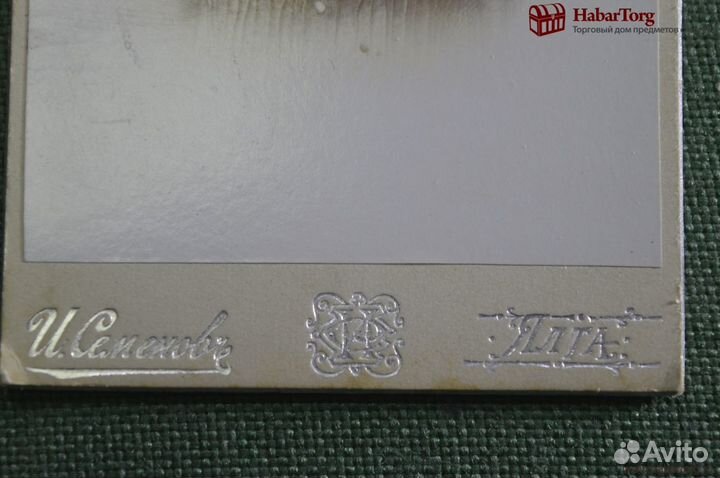 HabarTorg
Торговый дом предметов
И. Семеновъ
·ЯЛТА·
Avito